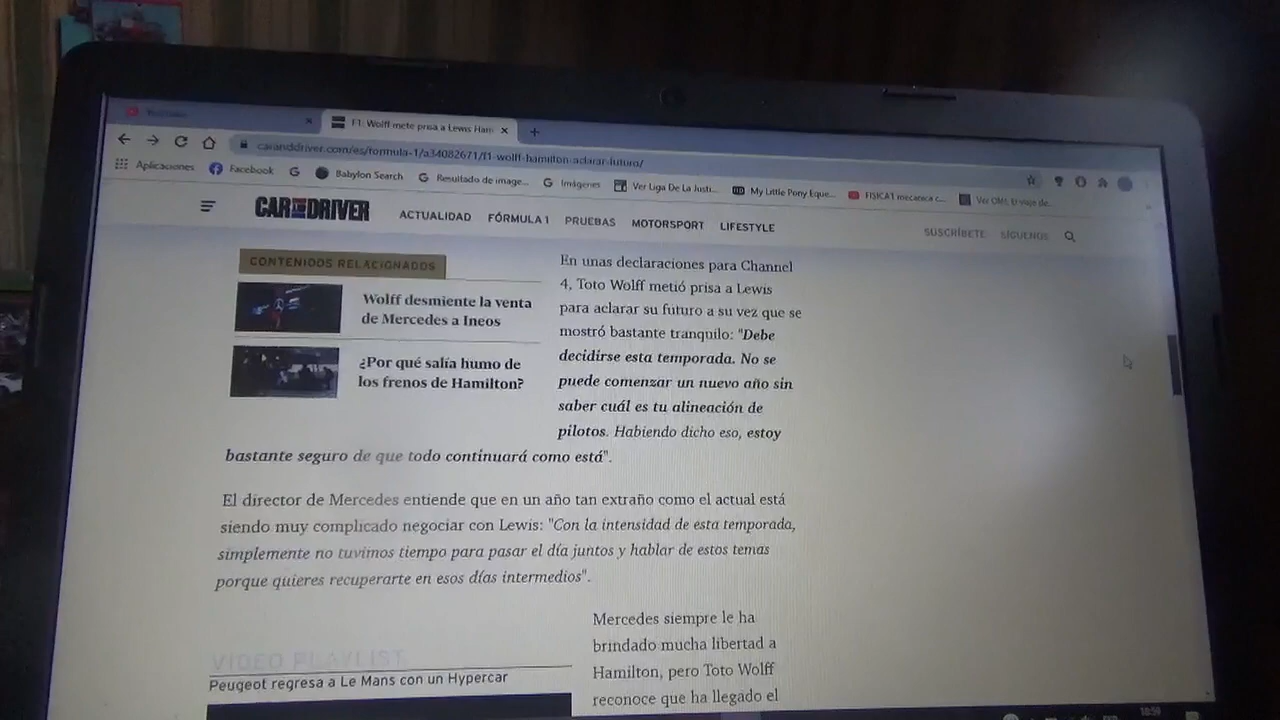 F1: Wolff mete prisa a Lewis Ham
caranddriver.com/es/formula-1/a34082671/f1-wolff-hamilton-aclarar-futuro/
Aplicaciones
Facebook
Babylon Search
Resultado de image...
Imágenes
Ver Liga De La Justi...
My Little Pony Eque...
FISICA1 mecateca c...
CAR AND DRIVER
ACTUALIDAD
FÓRMULA 1
PRUEBAS
MOTORSPORT
LIFESTYLE
SUSCRÍBETE
SÍGUENOS
CONTENIDOS RELACIONADOS
Wolff desmiente la venta
de Mercedes a Ineos
¿Por qué salía humo de
los frenos de Hamilton?
En unas declaraciones para Channel
4, Toto Wolff metió prisa a Lewis
para aclarar su futuro a su vez que se
mostró bastante tranquilo: "Debe
decidirse esta temporada. No se
puede comenzar un nuevo año sin
saber cuál es tu alineación de
pilotos. Habiendo dicho eso, estoy
bastante seguro de que todo continuará como está".
El director de Mercedes entiende que en un año tan extraño como el actual está
siendo muy complicado negociar con Lewis: "Con la intensidad de esta temporada,
simplemente no tuvimos tiempo para pasar el día juntos y hablar de estos temas
porque quieres recuperarte en esos días intermedios".
Mercedes siempre le ha
brindado mucha libertad a
Hamilton, pero Toto Wolff
reconoce que ha llegado el
VIDEO PLAYLIST
Peugeot regresa a Le Mans con un Hypercar
10:59